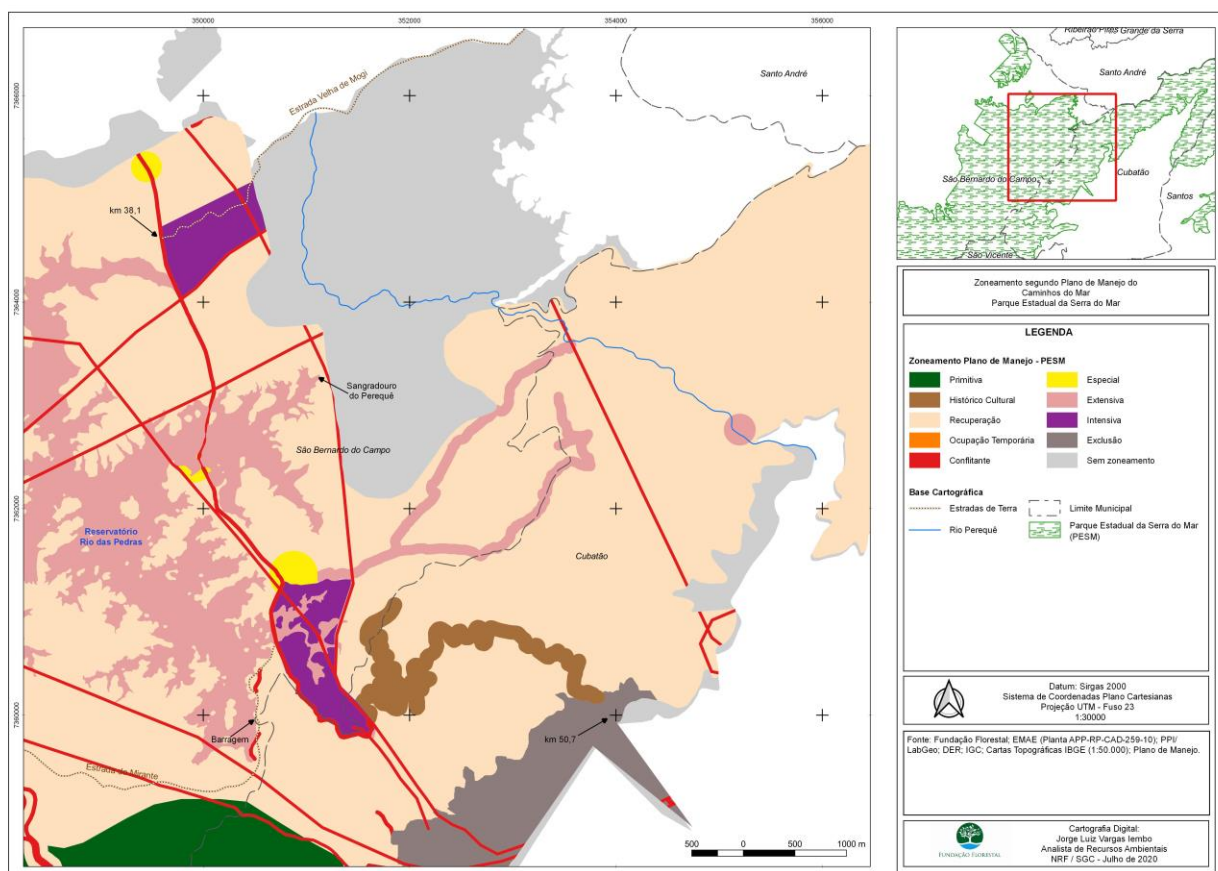 350000
352000
354000
356000
7366000
7364000
7362000
7360000
Estrada Velha de Mogi
Santo André
km 38,1
Sangradouro
do Perequê
São Bernardo do Campo
Reservatório
Rio das Pedras
Cubatão
Barragem
km 50,7
Estrada do Mirante
500 0 500 1000 m
Ribeirão Pires
Grande da Serra
Santo André
São Bernardo do Campo
Cubatão
Santos
São Vicente
Zoneamento segundo Plano de Manejo do
Caminhos do Mar
Parque Estadual da Serra do Mar
LEGENDA
Zoneamento Plano de Manejo - PESM
Primitiva
Especial
Histórico Cultural
Extensiva
Recuperação
Intensiva
Ocupação Temporária
Exclusão
Conflitante
Sem zoneamento
Base Cartográfica
Estradas de Terra
Limite Municipal
Rio Perequê
Parque Estadual da Serra do Mar
(PESM)
Datum: Sirgas 2000
Sistema de Coordenadas Plano Cartesianas
Projeção UTM - Fuso 23
1:30000
Fonte: Fundação Florestal; EMAE (Planta APP-RP-CAD-259-10); PPI/
LabGeo; DER; IGC; Cartas Topográficas IBGE (1:50.000); Plano de Manejo.
FUNDAÇÃO FLORESTAL
Cartografia Digital:
Jorge Luiz Vargas Iembo
Analista de Recursos Ambientais
NRF / SGC - Julho de 2020